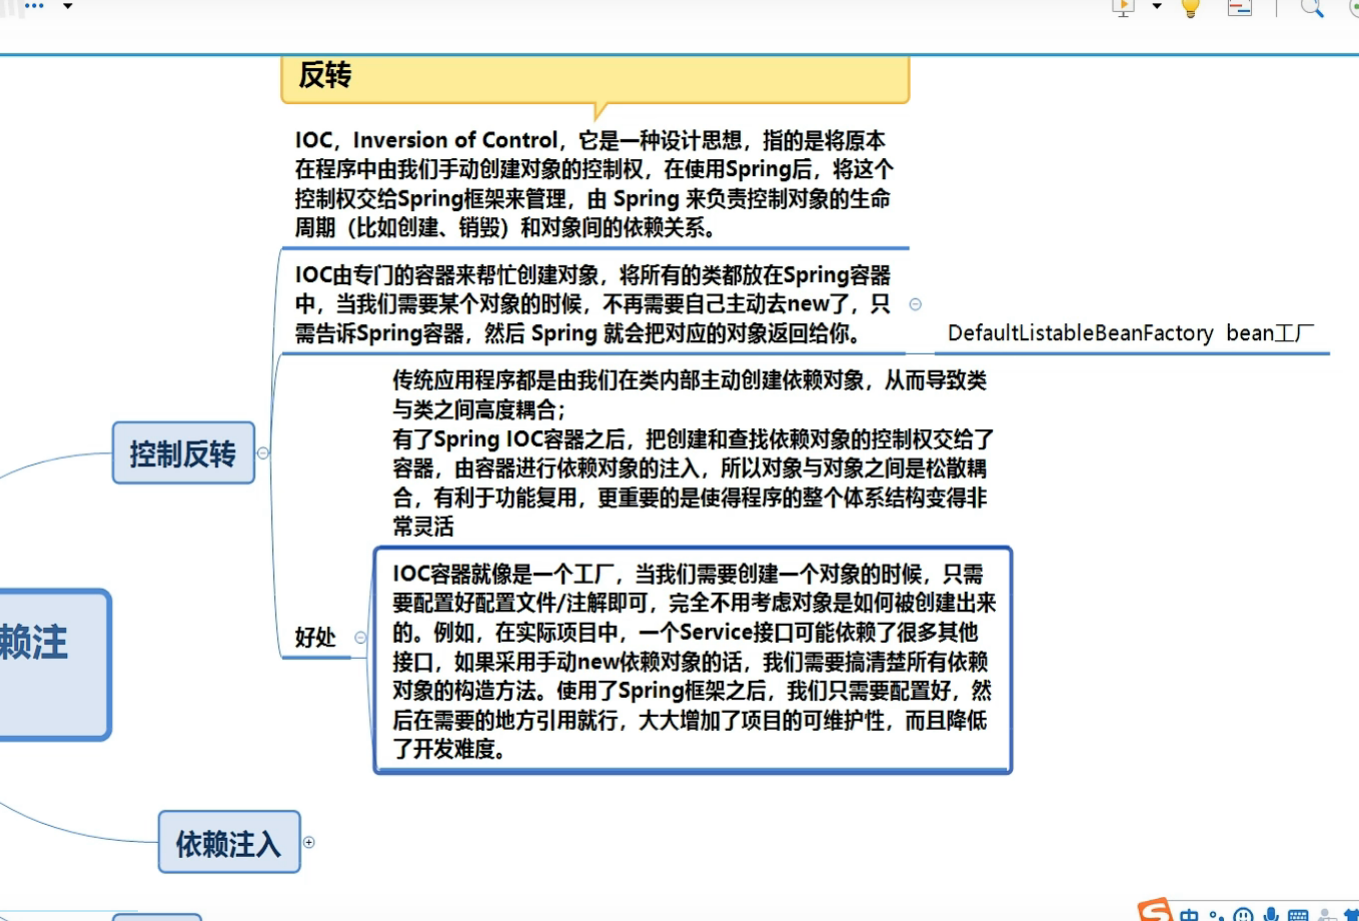 反转
IOC，Inversion of Control，它是一种设计思想，指的是将原本
在程序中由我们手动创建对象的控制权，在使用Spring后，将这个
控制权交给Spring框架来管理，由 Spring 来负责控制对象的生命
周期（比如创建、销毁）和对象间的依赖关系。
IOC由专门的容器来帮忙创建对象，将所有的类都放在Spring容器
中，当我们需要某个对象的时候，不再需要自己主动去new了，只
需告诉Spring容器，然后 Spring 就会把对应的对象返回给你。
DefaultListableBeanFactory bean工厂
传统应用程序都是由我们在类内部主动创建依赖对象，从而导致类
与类之间高度耦合；
有了Spring IOC容器之后，把创建和查找依赖对象的控制权交给了
容器，由容器进行依赖对象的注入，所以对象与对象之间是松散耦
合，有利于功能复用，更重要的是使得程序的整个体系结构变得非
常灵活
控制反转
IOC容器就像是一个工厂，当我们需要创建一个对象的时候，只需
要配置好配置文件/注解即可，完全不用考虑对象是如何被创建出来
的。例如，在实际项目中，一个Service接口可能依赖了很多其他
接口，如果采用手动new依赖对象的话，我们需要搞清楚所有依赖
对象的构造方法。使用了Spring框架之后，我们只需要配置好，然
后在需要的地方引用就行，大大增加了项目的可维护性，而且降低
了开发难度。
好处
赖注
依赖注入
中